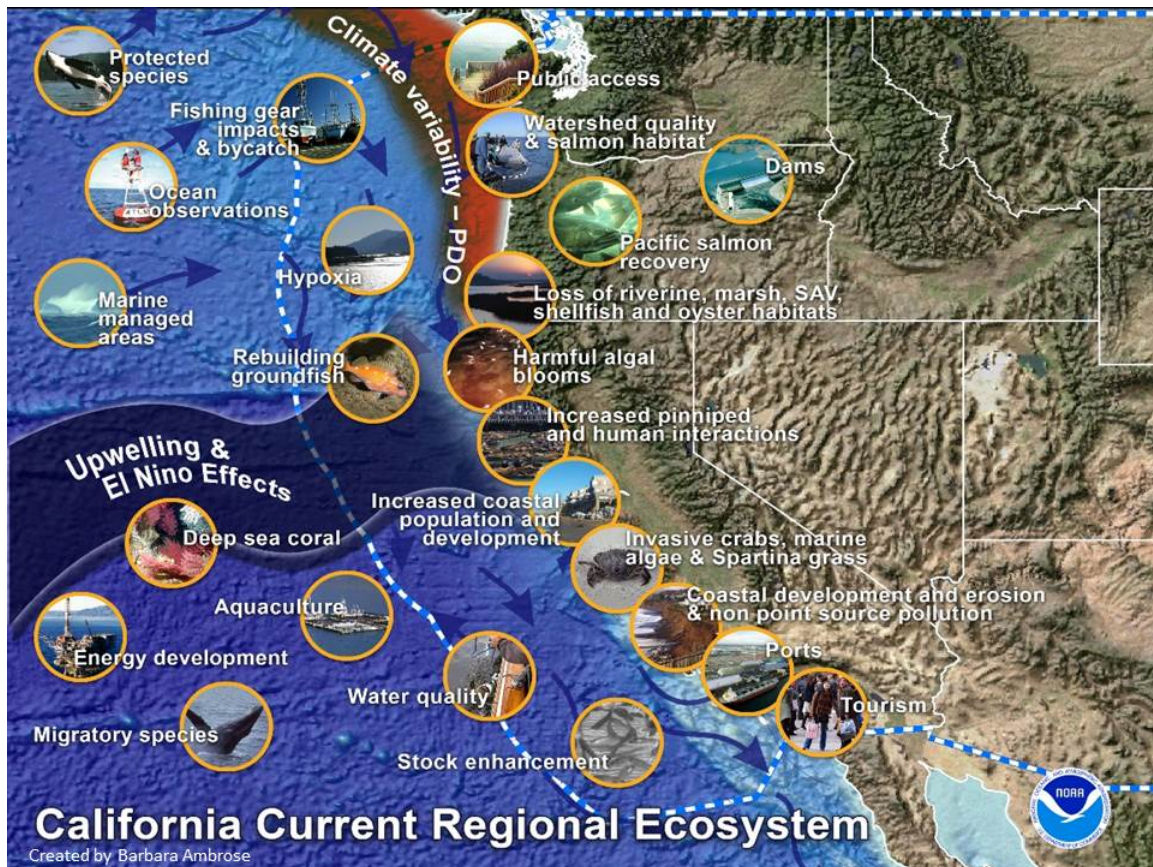 Protected
species
Fishing gear
impacts
& bycatch
Ocean
observations
Marine
managed
areas
Hypoxia
Rebuilding
groundfish
Climate variability – PDO
Public access
Watershed quality
& salmon habitat
Dams
Pacific salmon
recovery
Loss of riverine, marsh, SAV,
shellfish and oyster habitats
Harmful algal
blooms
Increased pinniped
and human interactions
Upwelling &
El Nino Effects
Deep sea coral
Increased coastal
population and
development
Invasive crabs, marine
algae & Spartina grass
Aquaculture
Coastal development and erosion
& non point source pollution
Energy development
Water quality
Ports
Tourism
Migratory species
Stock enhancement
California Current Regional Ecosystem
Created by Barbara Ambrose
NOAA